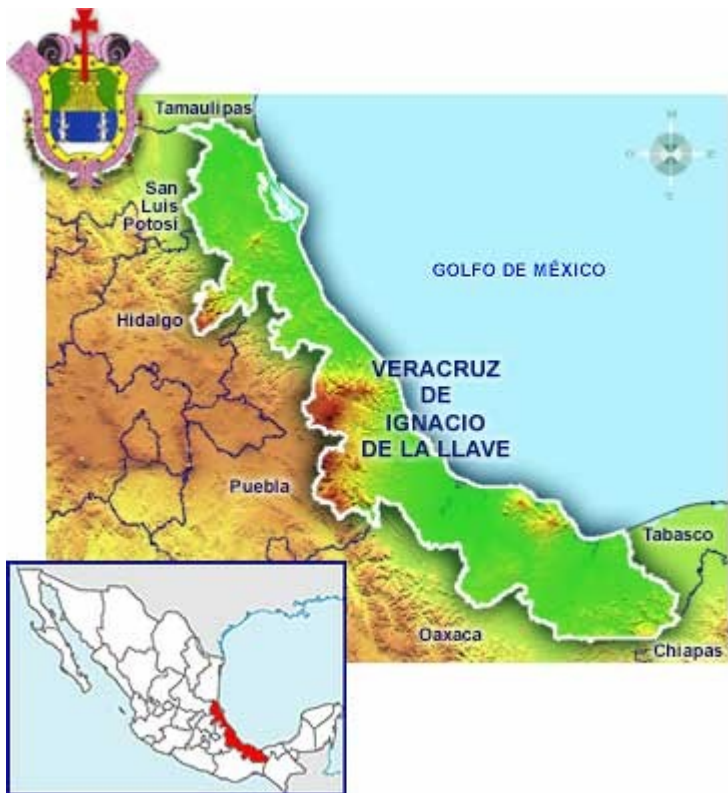 Tamaulipas
San
Luis
Potosí
GOLFO DE MÉXICO
Hidalgo
VERACRUZ
DE
IGNACIO
DE LA LLAVE
Puebla
Tabasco
Oaxaca
Chiapas